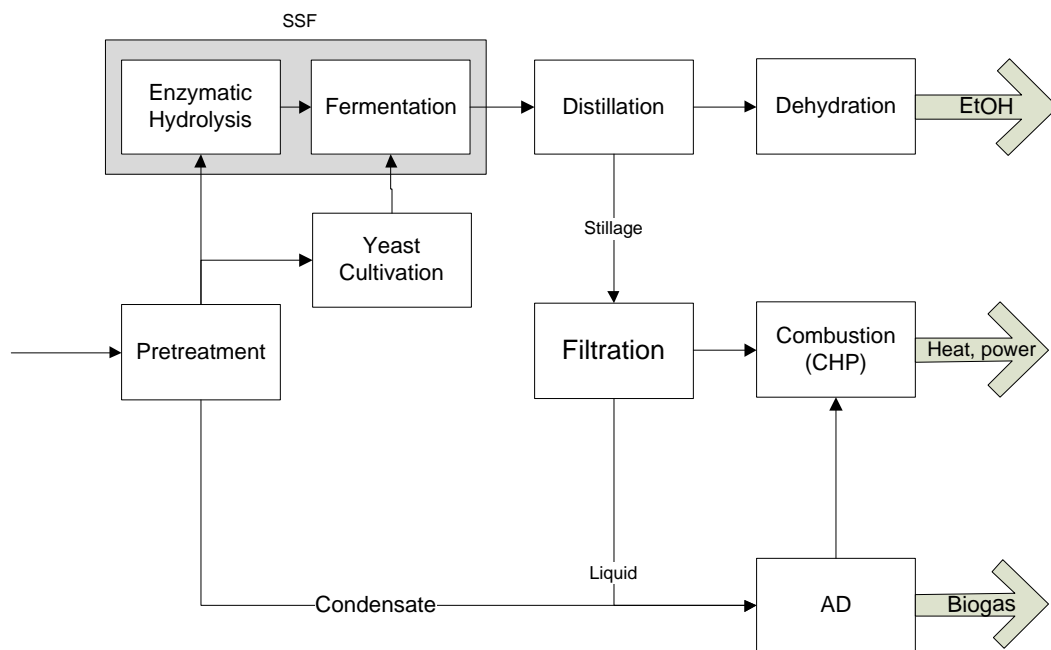 SSF
Enzymatic
Hydrolysis
Fermentation
Distillation
Dehydration
EtOH
Yeast
Cultivation
Stillage
Pretreatment
Filtration
Combustion
(CHP)
Heat, power
Liquid
Condensate
AD
Biogas